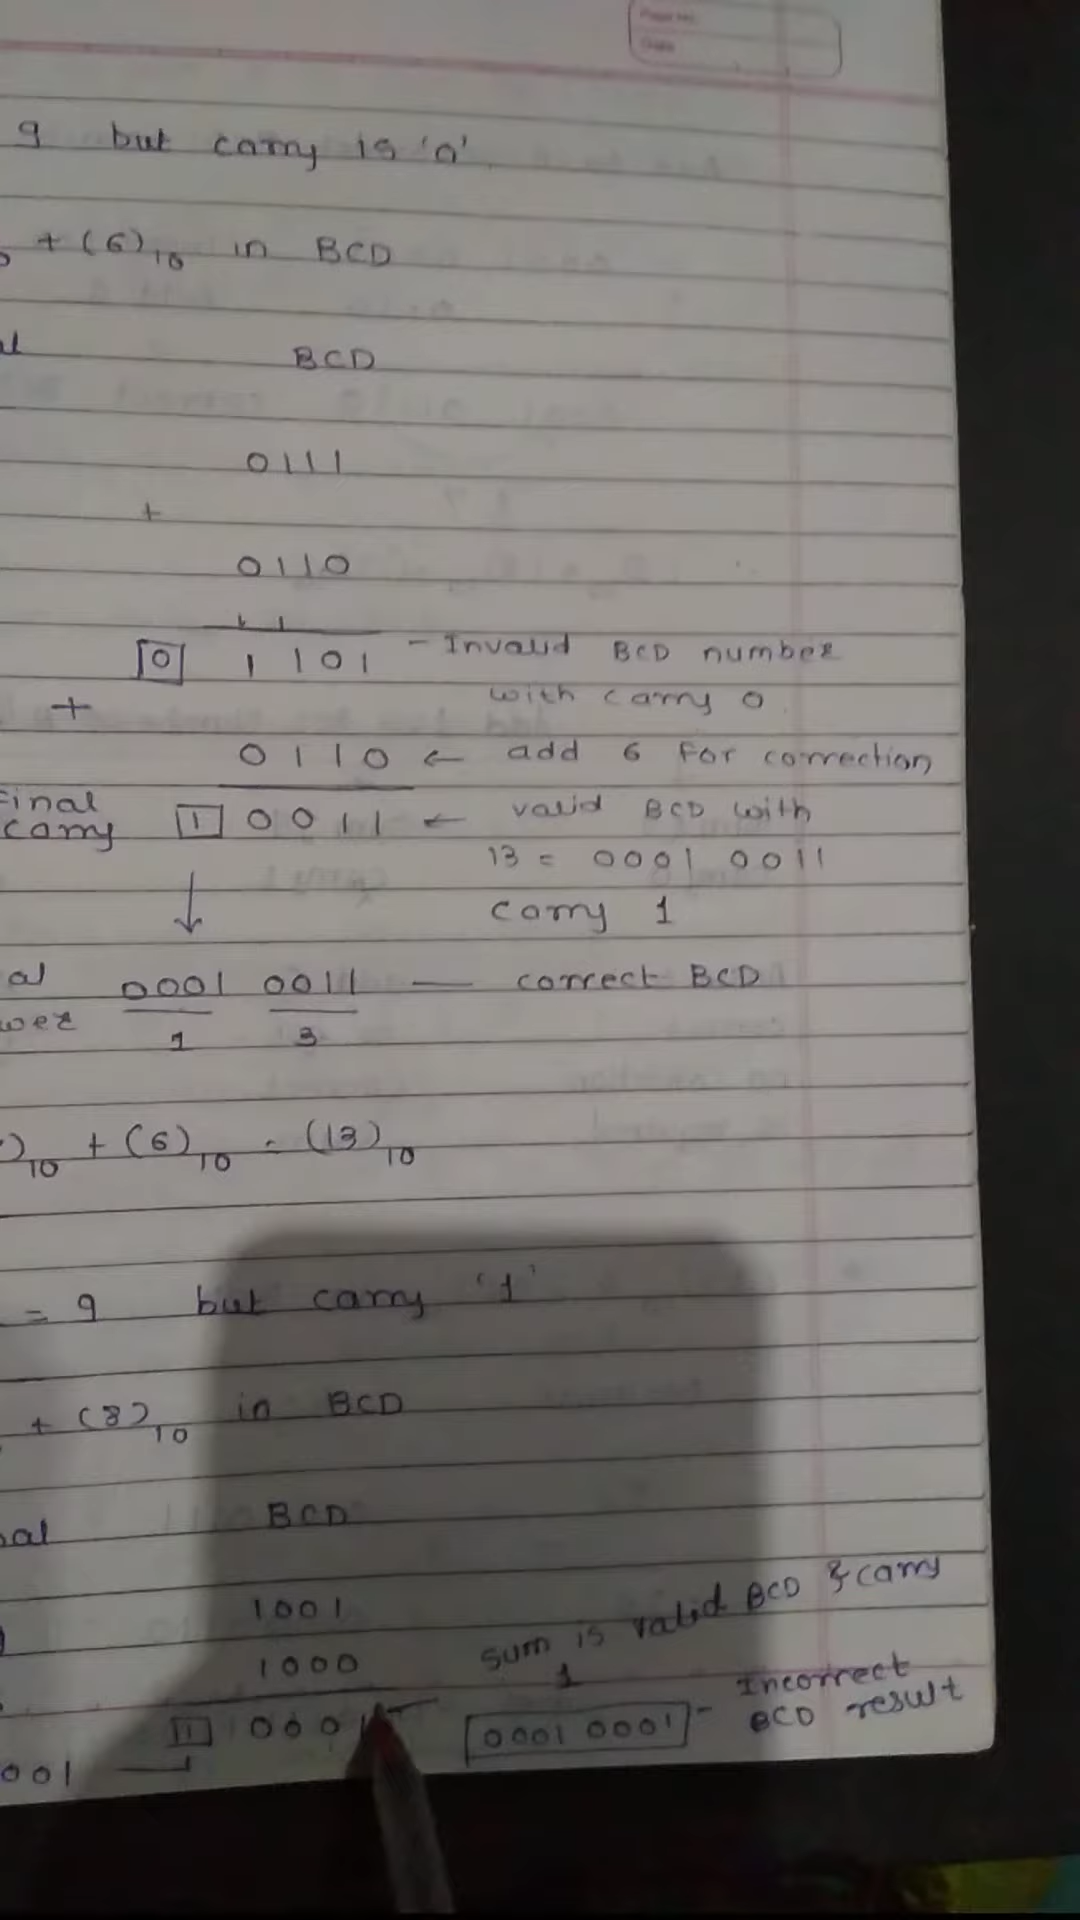 9 but carry is '0'
+ (6)10 in BCD
BCD
0111
+
0110
1 1
0 1101 - Invalid BCD number
with carry 0
+
0110 ← add 6 for correction
Final carry 1 0011 ← valid BCD with
13 = 0001 0011
carry 1
0001 0011 — correct BCD
1 3
)10 + (6)10 = (13)10
= 9 but carry '1'
+ (8)10 in BCD
BCD
1001
1000
sum is valid BCD & carry
1
1 0001 0001 0001 - Incorrect
BCD result
001